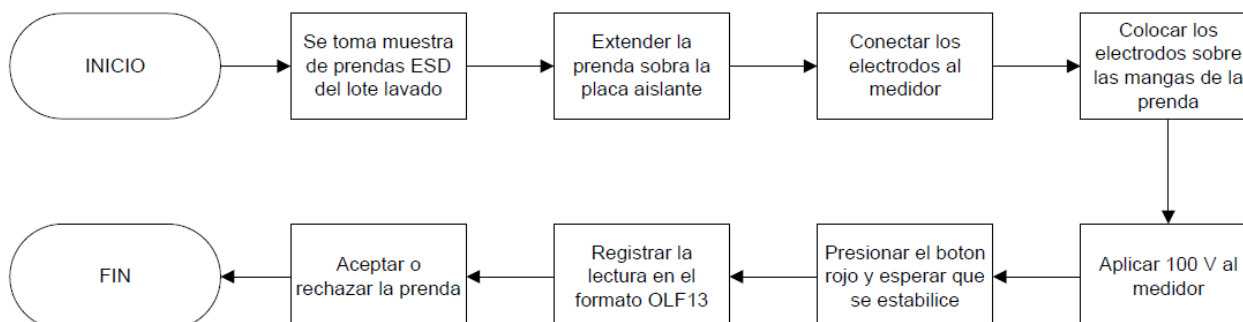 INICIO
Se toma muestra
de prendas ESD
del lote lavado
Extender la
prenda sobra la
placa aislante
Conectar los
electrodos al
medidor
Colocar los
electrodos sobre
las mangas de la
prenda
Aplicar 100 V al
medidor
Presionar el boton
rojo y esperar que
se estabilice
Registrar la
lectura en el
formato OLF13
Aceptar o
rechazar la prenda
FIN